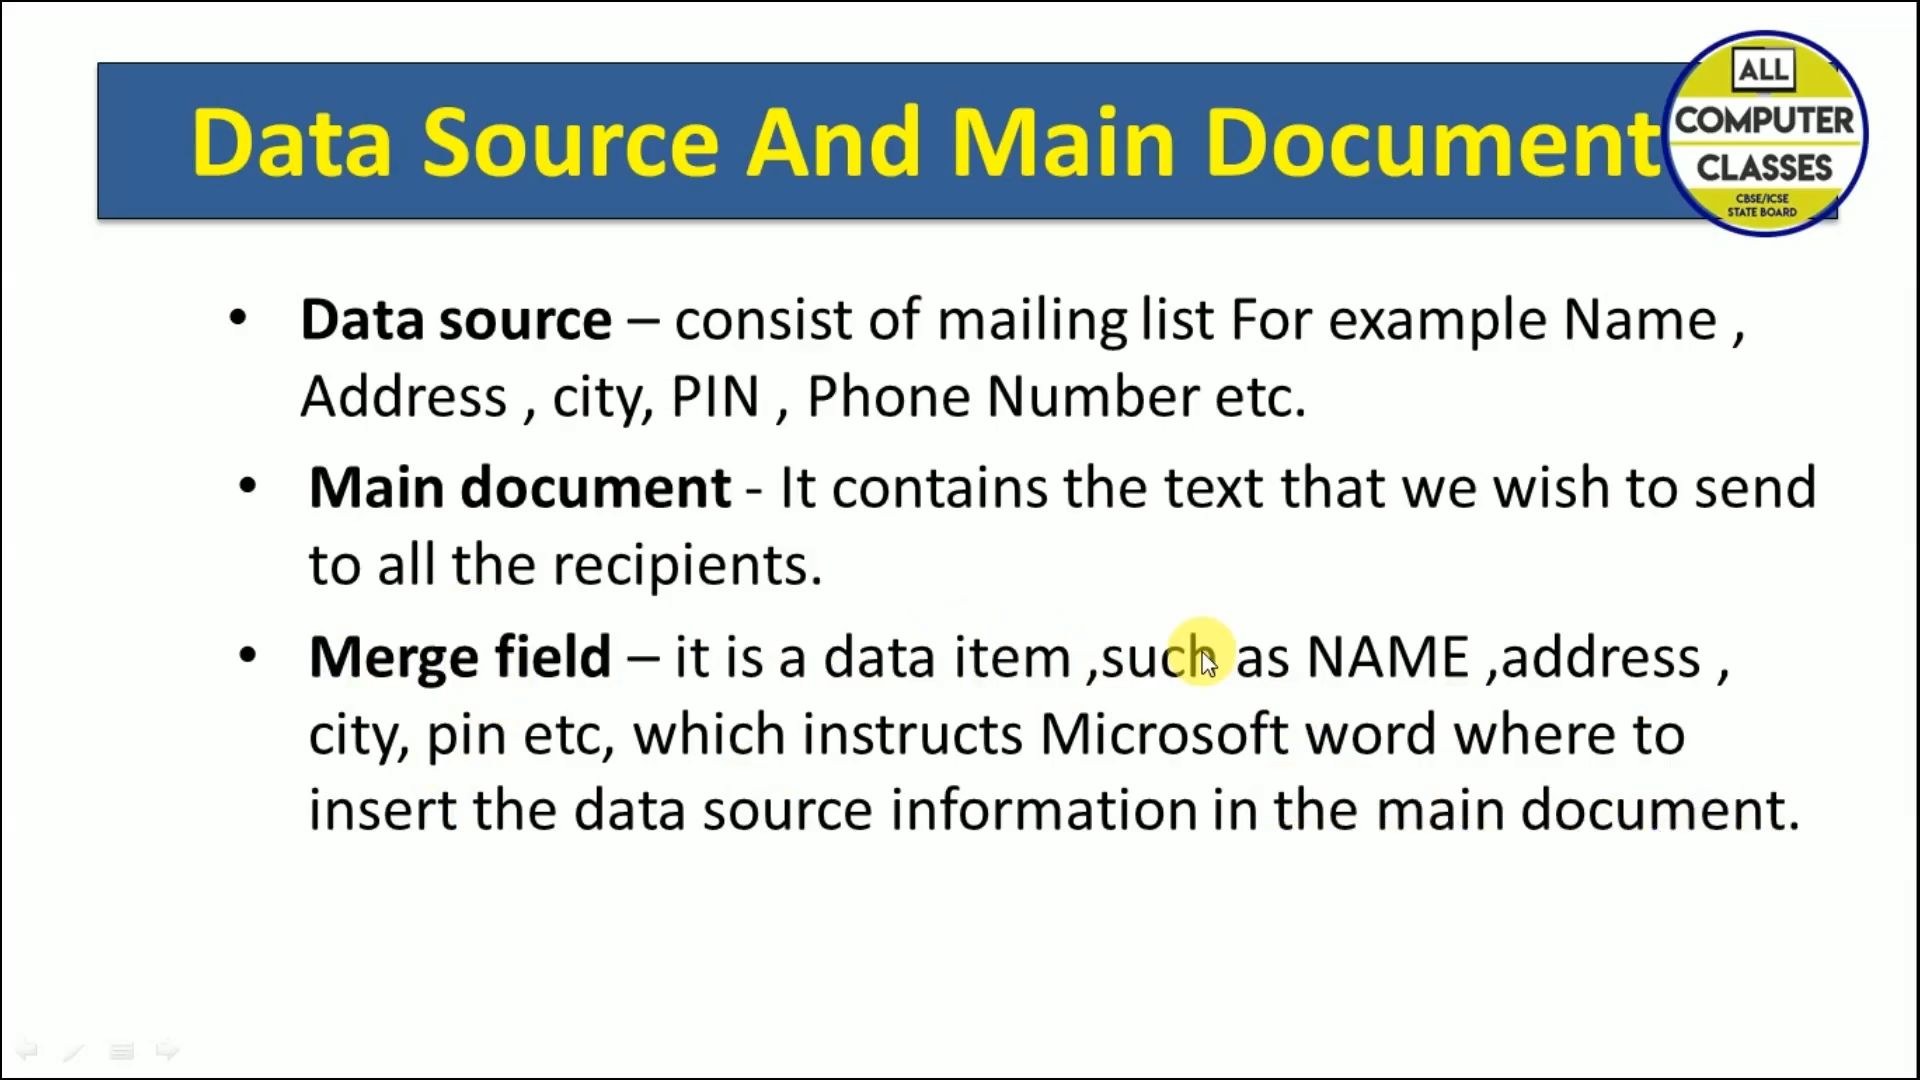 Data Source And Main Document
ALL
COMPUTER
CLASSES
CBSE/ICSE
STATE BOARD
• Data source – consist of mailing list For example Name ,
Address , city, PIN , Phone Number etc.
• Main document - It contains the text that we wish to send
to all the recipients.
• Merge field – it is a data item ,such as NAME ,address ,
city, pin etc, which instructs Microsoft word where to
insert the data source information in the main document.